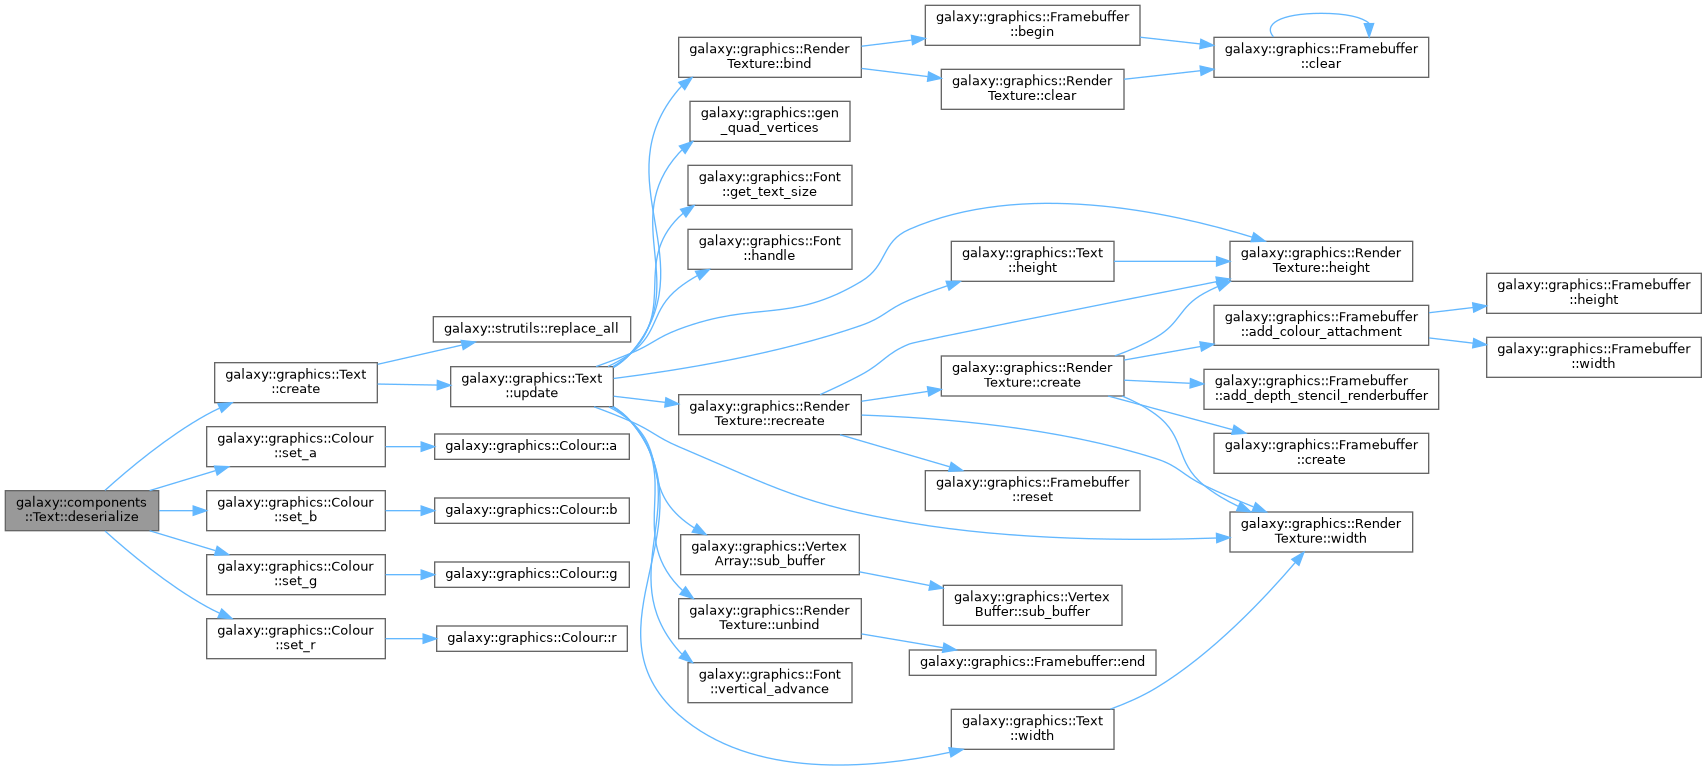 galaxy::components
::Text::deserialize
galaxy::graphics::Text
::create
galaxy::graphics::Colour
::set_a
galaxy::graphics::Colour
::set_b
galaxy::graphics::Colour
::set_g
galaxy::graphics::Colour
::set_r
galaxy::strutils::replace_all
galaxy::graphics::Text
::update
galaxy::graphics::Colour::a
galaxy::graphics::Colour::b
galaxy::graphics::Colour::g
galaxy::graphics::Colour::r
galaxy::graphics::Render
Texture::bind
galaxy::graphics::gen
_quad_vertices
galaxy::graphics::Font
::get_text_size
galaxy::graphics::Font
::handle
galaxy::graphics::Render
Texture::recreate
galaxy::graphics::Vertex
Array::sub_buffer
galaxy::graphics::Render
Texture::unbind
galaxy::graphics::Font
::vertical_advance
galaxy::graphics::Framebuffer
::begin
galaxy::graphics::Render
Texture::clear
galaxy::graphics::Text
::height
galaxy::graphics::Render
Texture::create
galaxy::graphics::Framebuffer
::reset
galaxy::graphics::Vertex
Buffer::sub_buffer
galaxy::graphics::Framebuffer::end
galaxy::graphics::Text
::width
galaxy::graphics::Framebuffer
::clear
galaxy::graphics::Render
Texture::height
galaxy::graphics::Framebuffer
::add_colour_attachment
galaxy::graphics::Framebuffer
::add_depth_stencil_renderbuffer
galaxy::graphics::Framebuffer
::create
galaxy::graphics::Render
Texture::width
galaxy::graphics::Framebuffer
::height
galaxy::graphics::Framebuffer
::width